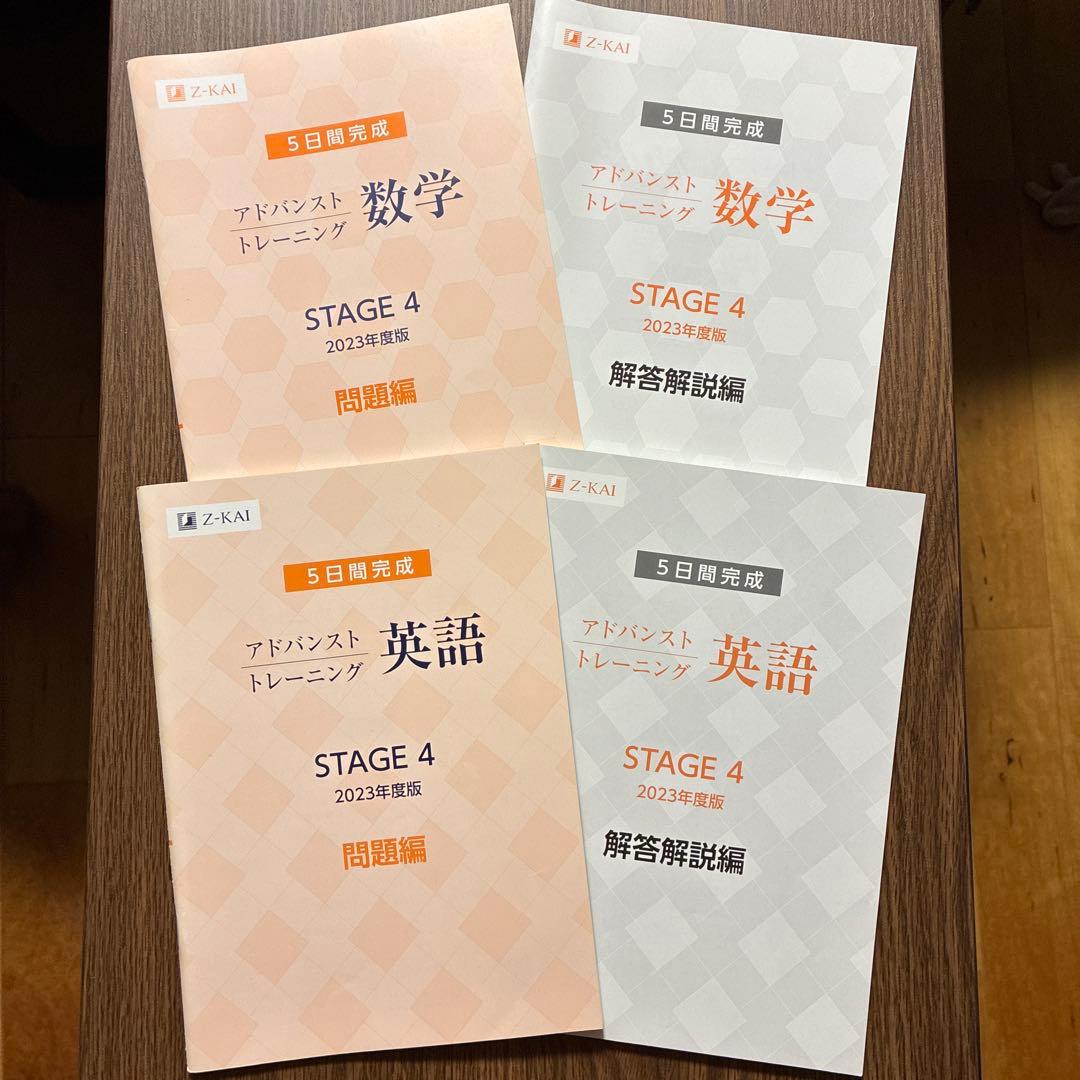 Z-KAI
5日間完成
アドバンスト
トレーニング
数学
STAGE 4
2023年度版
問題編
Z-KAI
5日間完成
アドバンスト
トレーニング
数学
STAGE 4
2023年度版
解答解説編
Z-KAI
5日間完成
アドバンスト
トレーニング
英語
STAGE 4
2023年度版
問題編
Z-KAI
5日間完成
アドバンスト
トレーニング
英語
STAGE 4
2023年度版
解答解説編